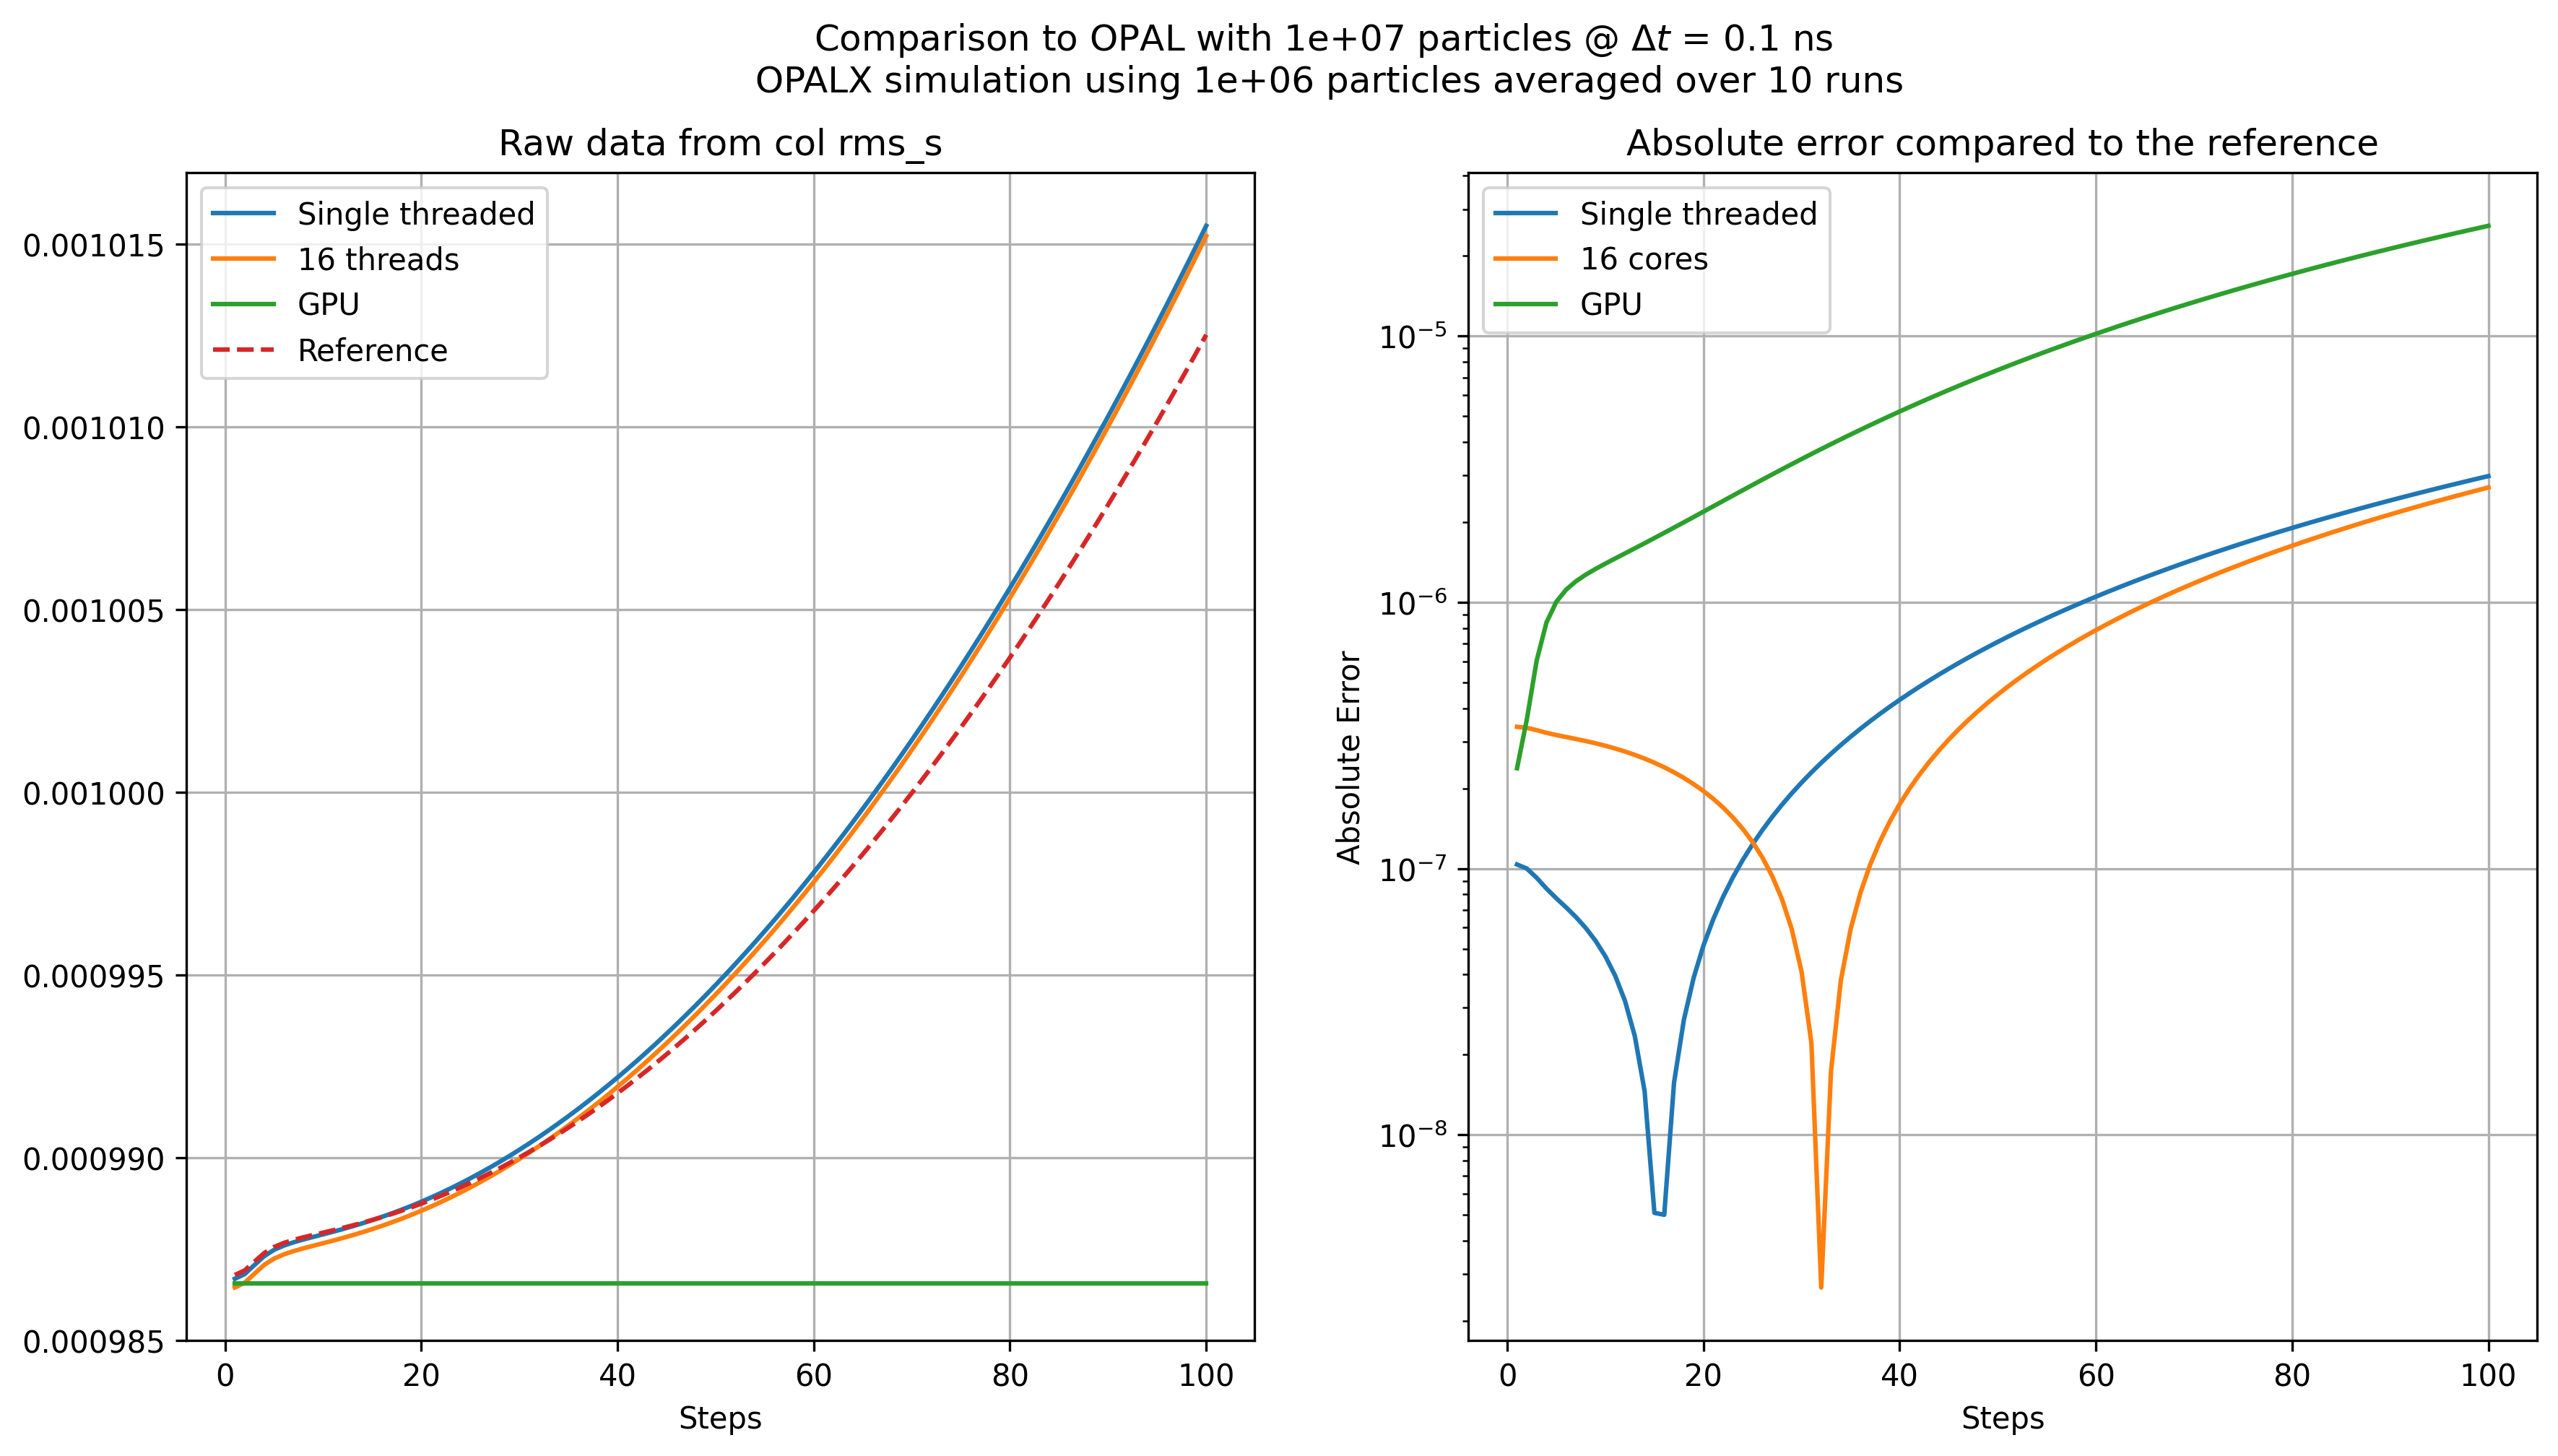 Comparison to OPAL with 1e+07 particles @ Δt = 0.1 ns
OPALX simulation using 1e+06 particles averaged over 10 runs
Raw data from col rms_s
Single threaded
16 threads
GPU
Reference
0.001015
0.001010
0.001005
0.001000
0.000995
0.000990
0.000985
0 20 40 60 80 100
Steps
Absolute error compared to the reference
Single threaded
16 cores
GPU
Absolute Error
10⁻⁵
10⁻⁶
10⁻⁷
10⁻⁸
0 20 40 60 80 100
Steps